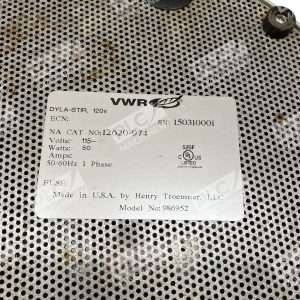 VWR
DYLA-STIR, 120v
ECN: SN: 150310001
NA CAT NO:12620-974
Volts: 115~
Watts: 50
Amps:
50/60Hz 1 Phase
FUSE:
Made in U.S.A. by Henry Troemner, LLC.
Model No: 986952